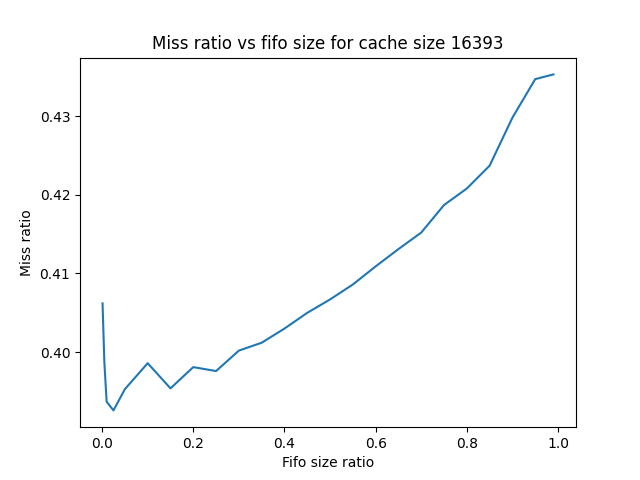 Miss ratio vs fifo size for cache size 16393
Miss ratio
0.43
0.42
0.41
0.40
0.0 0.2 0.4 0.6 0.8 1.0
Fifo size ratio